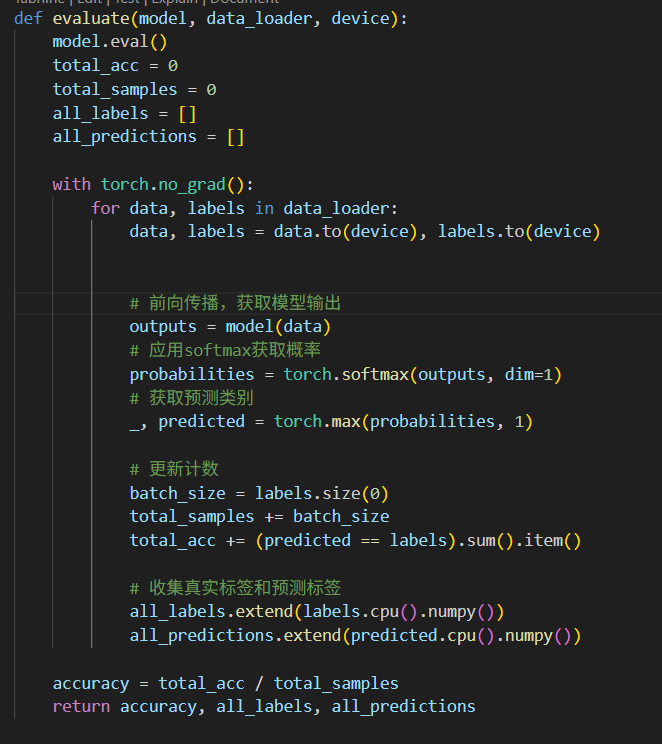 Tabnine | Edit | Test | Explain | Document
def evaluate(model, data_loader, device):
    model.eval()
    total_acc = 0
    total_samples = 0
    all_labels = []
    all_predictions = []
    with torch.no_grad():
        for data, labels in data_loader:
            data, labels = data.to(device), labels.to(device)
            # 前向传播，获取模型输出
            outputs = model(data)
            # 应用softmax获取概率
            probabilities = torch.softmax(outputs, dim=1)
            # 获取预测类别
            _, predicted = torch.max(probabilities, 1)
            # 更新计数
            batch_size = labels.size(0)
            total_samples += batch_size
            total_acc += (predicted == labels).sum().item()
            # 收集真实标签和预测标签
            all_labels.extend(labels.cpu().numpy())
            all_predictions.extend(predicted.cpu().numpy())
    accuracy = total_acc / total_samples
    return accuracy, all_labels, all_predictions